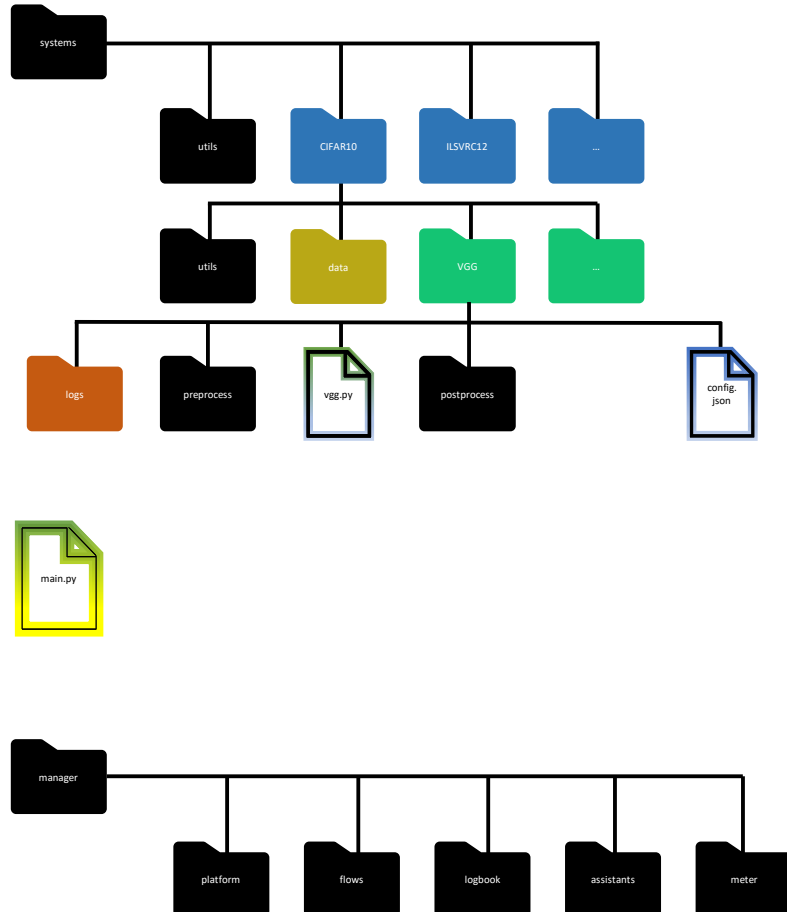 systems
utils
CIFAR10
ILSVRC12
...
utils
data
VGG
...
logs
preprocess
vgg.py
postprocess
config.
json
main.py
manager
platform
flows
logbook
assistants
meter